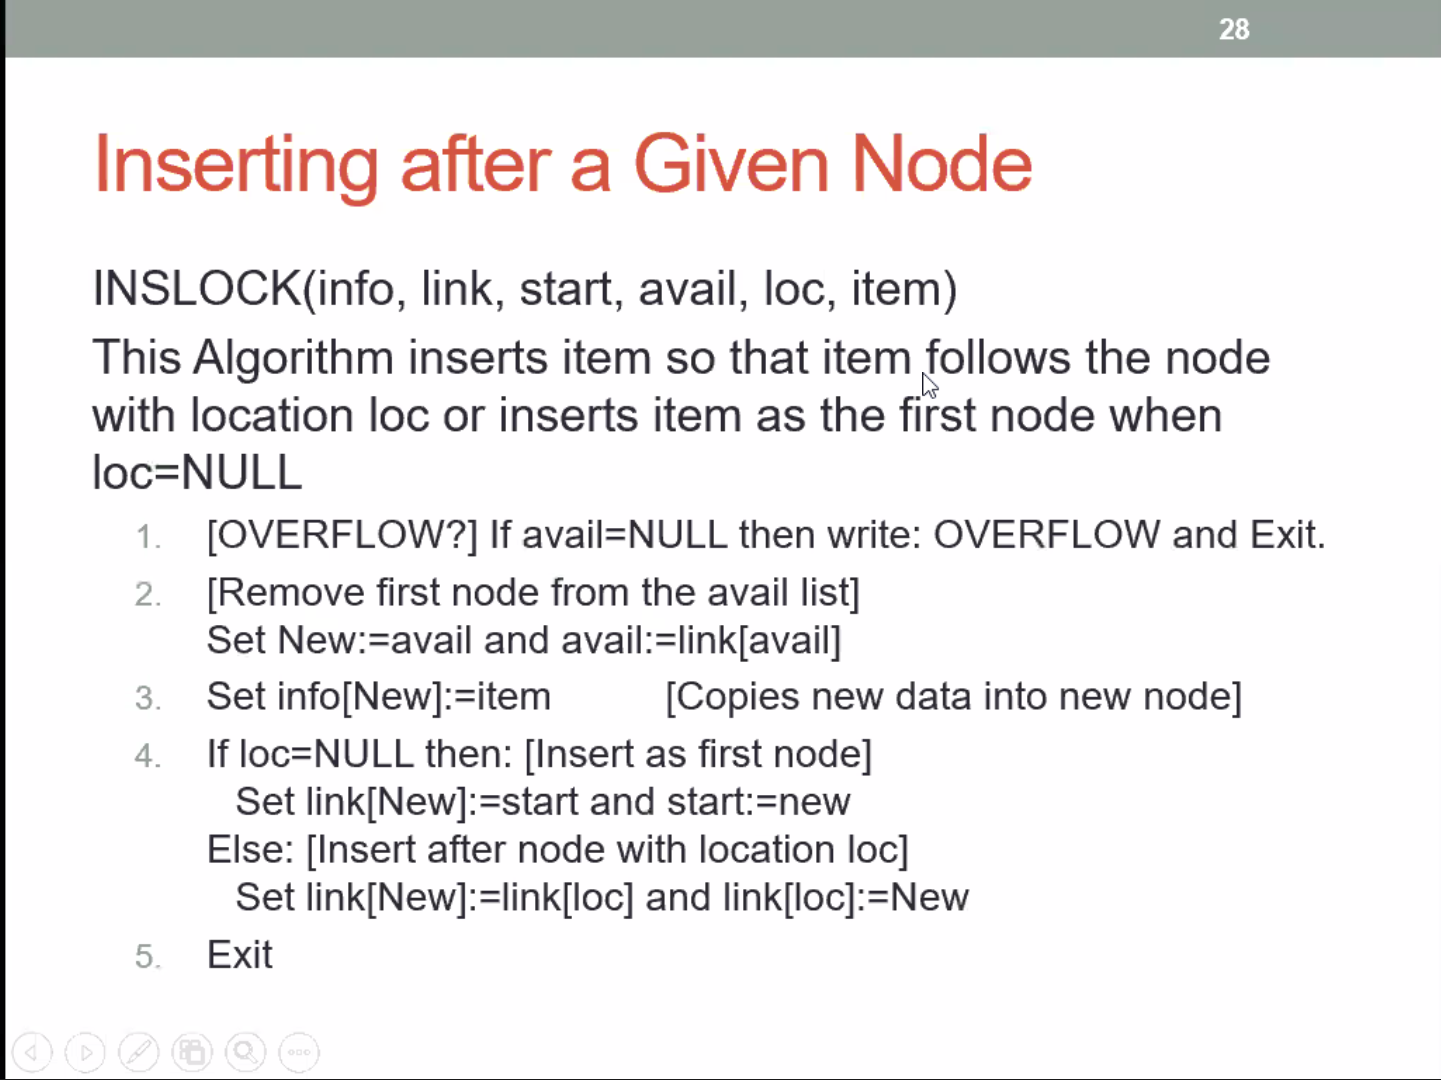 28
Inserting after a Given Node
INSLOCK(info, link, start, avail, loc, item)
This Algorithm inserts item so that item follows the node
with location loc or inserts item as the first node when
loc=NULL
1. [OVERFLOW?] If avail=NULL then write: OVERFLOW and Exit.
2. [Remove first node from the avail list]
Set New:=avail and avail:=link[avail]
3. Set info[New]:=item [Copies new data into new node]
4. If loc=NULL then: [Insert as first node]
Set link[New]:=start and start:=new
Else: [Insert after node with location loc]
Set link[New]:=link[loc] and link[loc]:=New
5. Exit